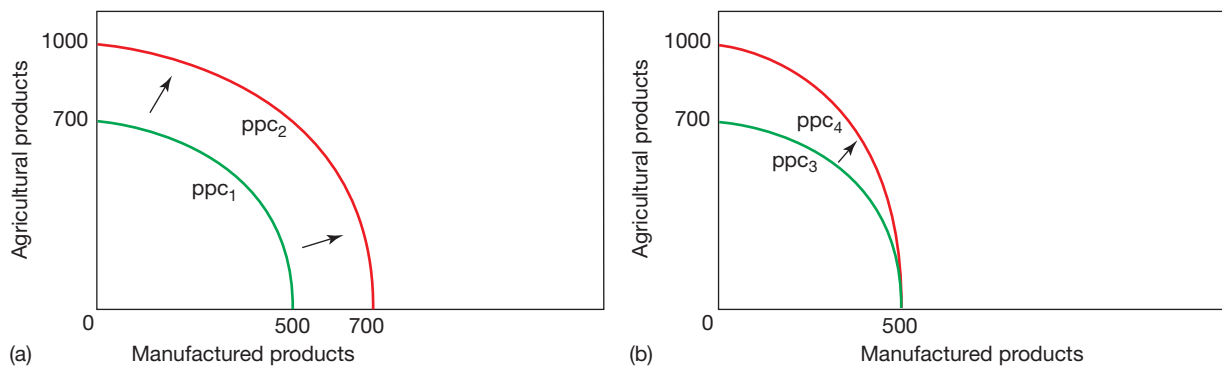 1000
700
Agricultural products
ppc2
ppc1
0
500 700
(a) Manufactured products
1000
700
Agricultural products
ppc4
ppc3
0
500
(b) Manufactured products